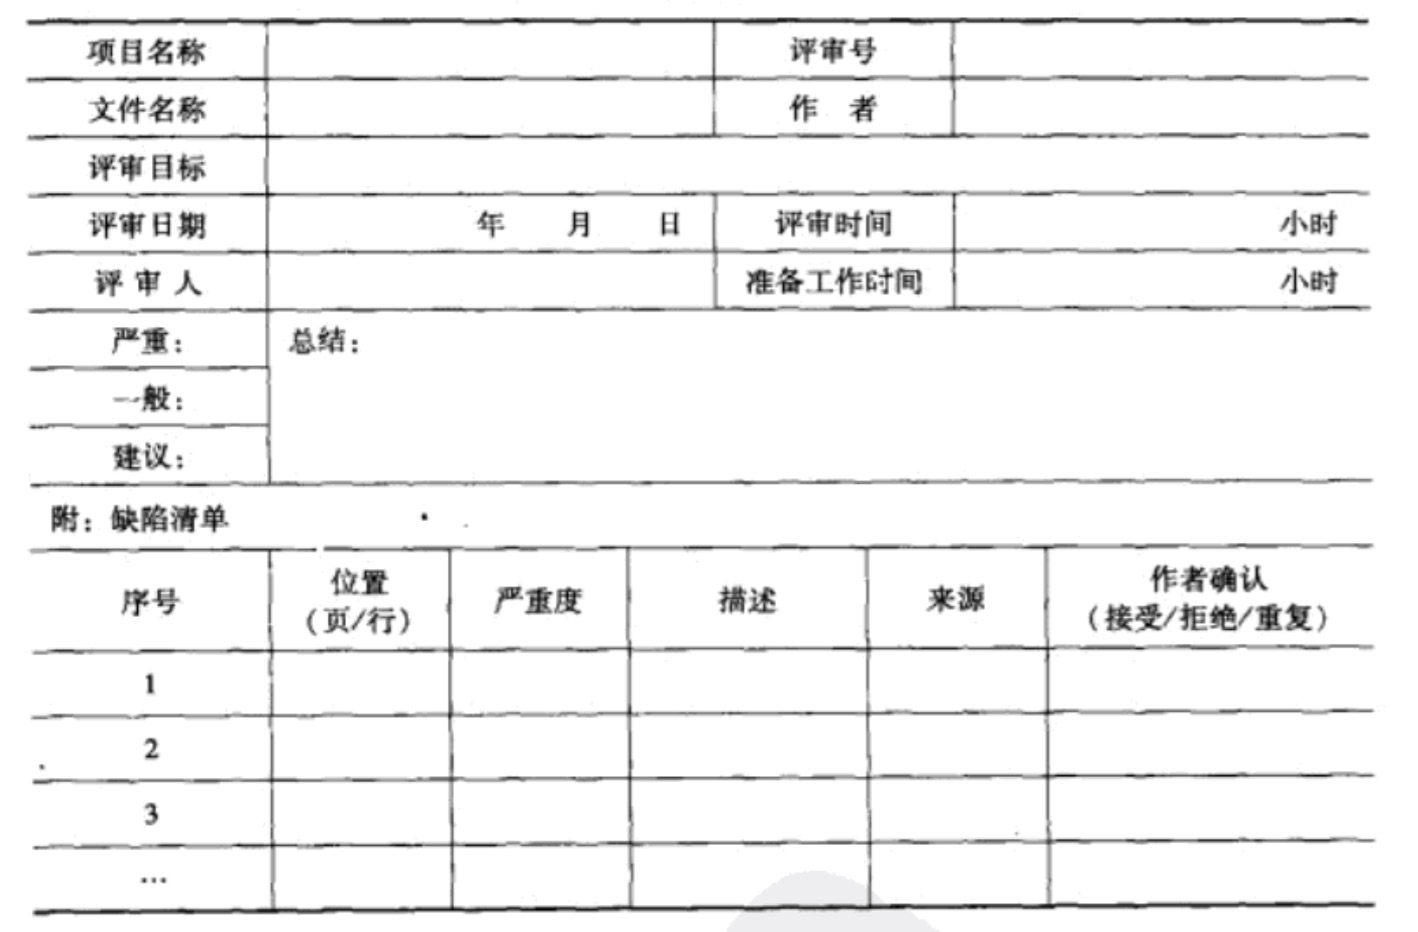 项目名称 评审号
文件名称 作 者
评审目标
评审日期 年 月 日 评审时间 小时
评 审 人 准备工作时间 小时
严重： 总结：
一般：
建议：
附：缺陷清单
序号 位置 严重度 描述 来源 作者确认
（页/行） （接受/拒绝/重复）
1
2
3
…